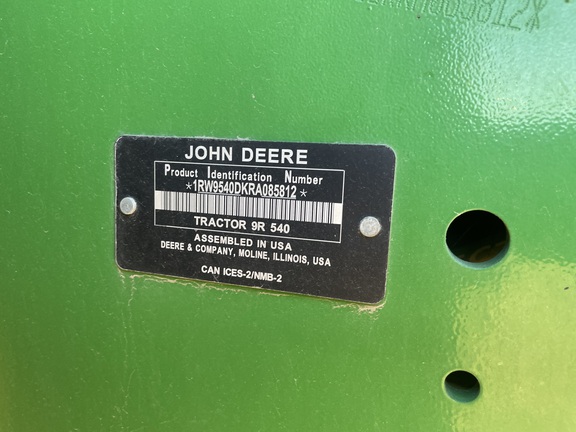 JOHN DEERE
Product Identification Number
*1RW9540DKRA085812*
TRACTOR 9R 540
ASSEMBLED IN USA
DEERE & COMPANY, MOLINE, ILLINOIS, USA
CAN ICES-2/NMB-2